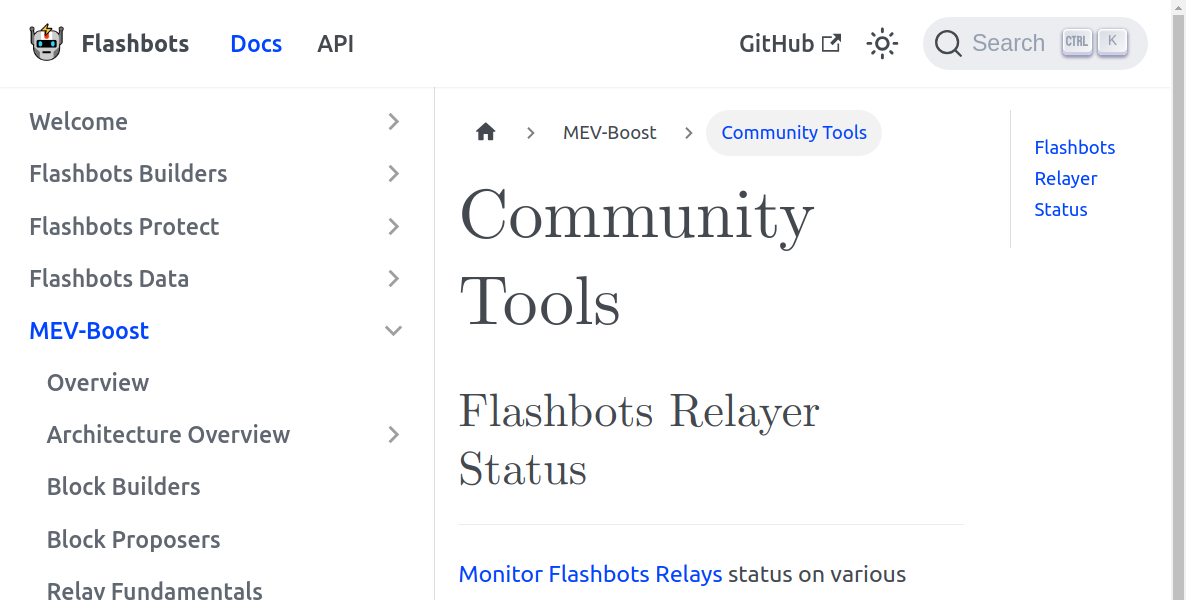 Flashbots
Docs
API
GitHub
Search
CTRL
K
Welcome
Flashbots Builders
Flashbots Protect
Flashbots Data
MEV-Boost
Overview
Architecture Overview
Block Builders
Block Proposers
Relay Fundamentals
MEV-Boost
Community Tools
Community
Tools
Flashbots Relayer
Status
Monitor Flashbots Relays status on various
Flashbots
Relayer
Status